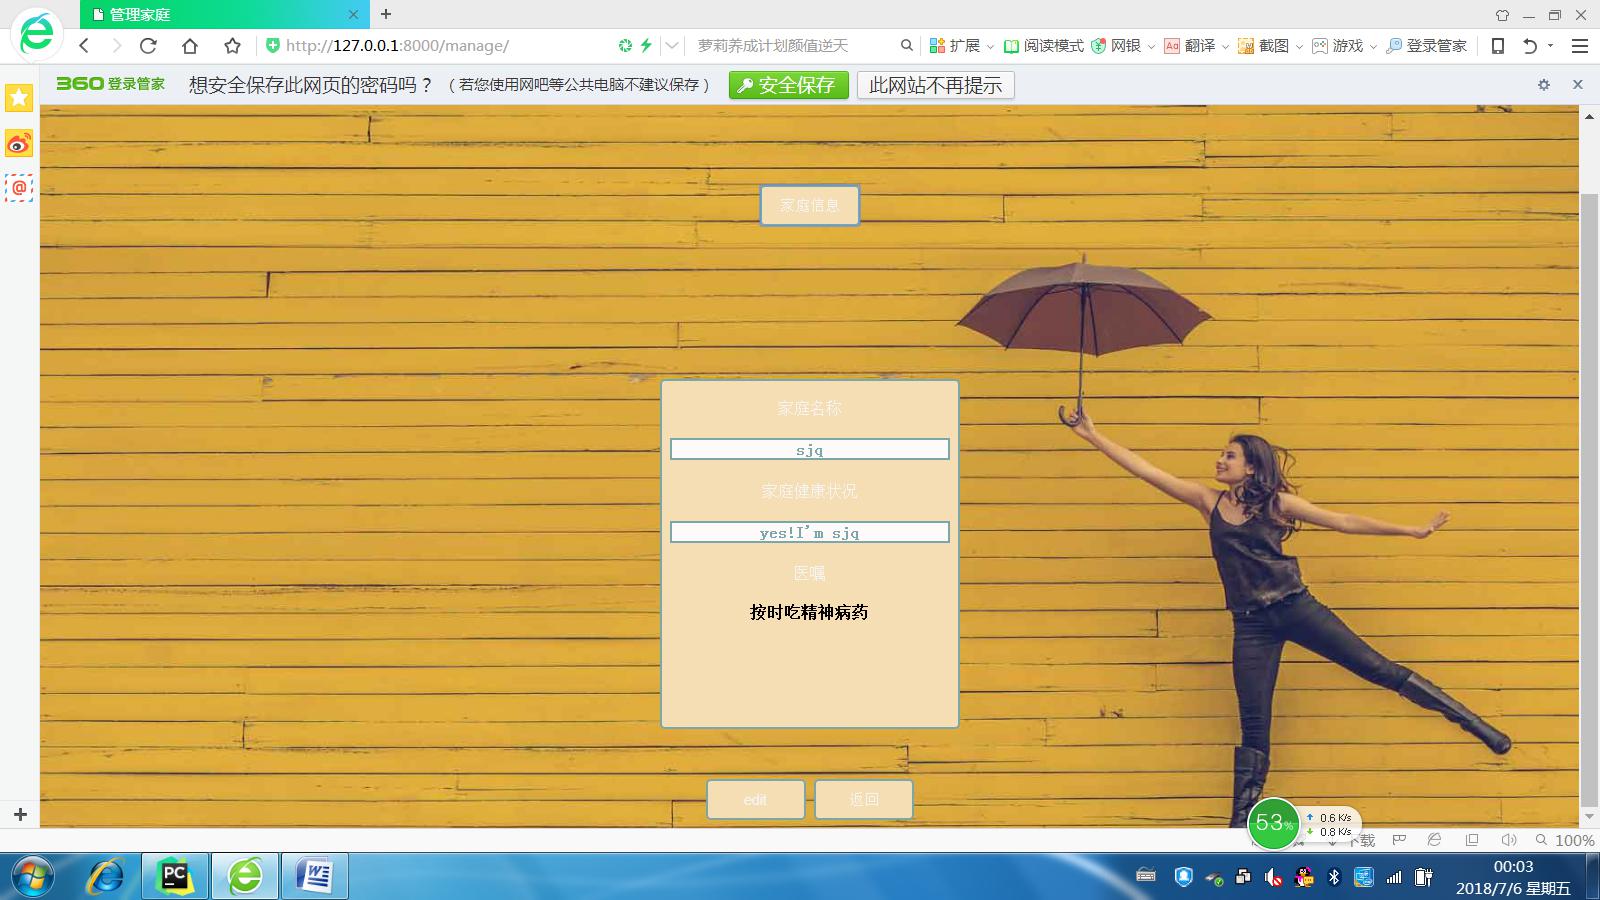 管理家庭
http://127.0.0.1:8000/manage/
萝莉养成计划颜值逆天
扩展
阅读模式
网银
翻译
截图
游戏
登录管家
360 登录管家
想安全保存此网页的密码吗？
（若您使用网吧等公共电脑不建议保存）
安全保存
此网站不再提示
家庭信息
家庭名称
sjq
家庭健康状况
yes!I'm sjq
医嘱
按时吃精神病药
edit
返回
53%
0.6 K/s
0.8 K/s
下载
100%
00:03
2018/7/6 星期五